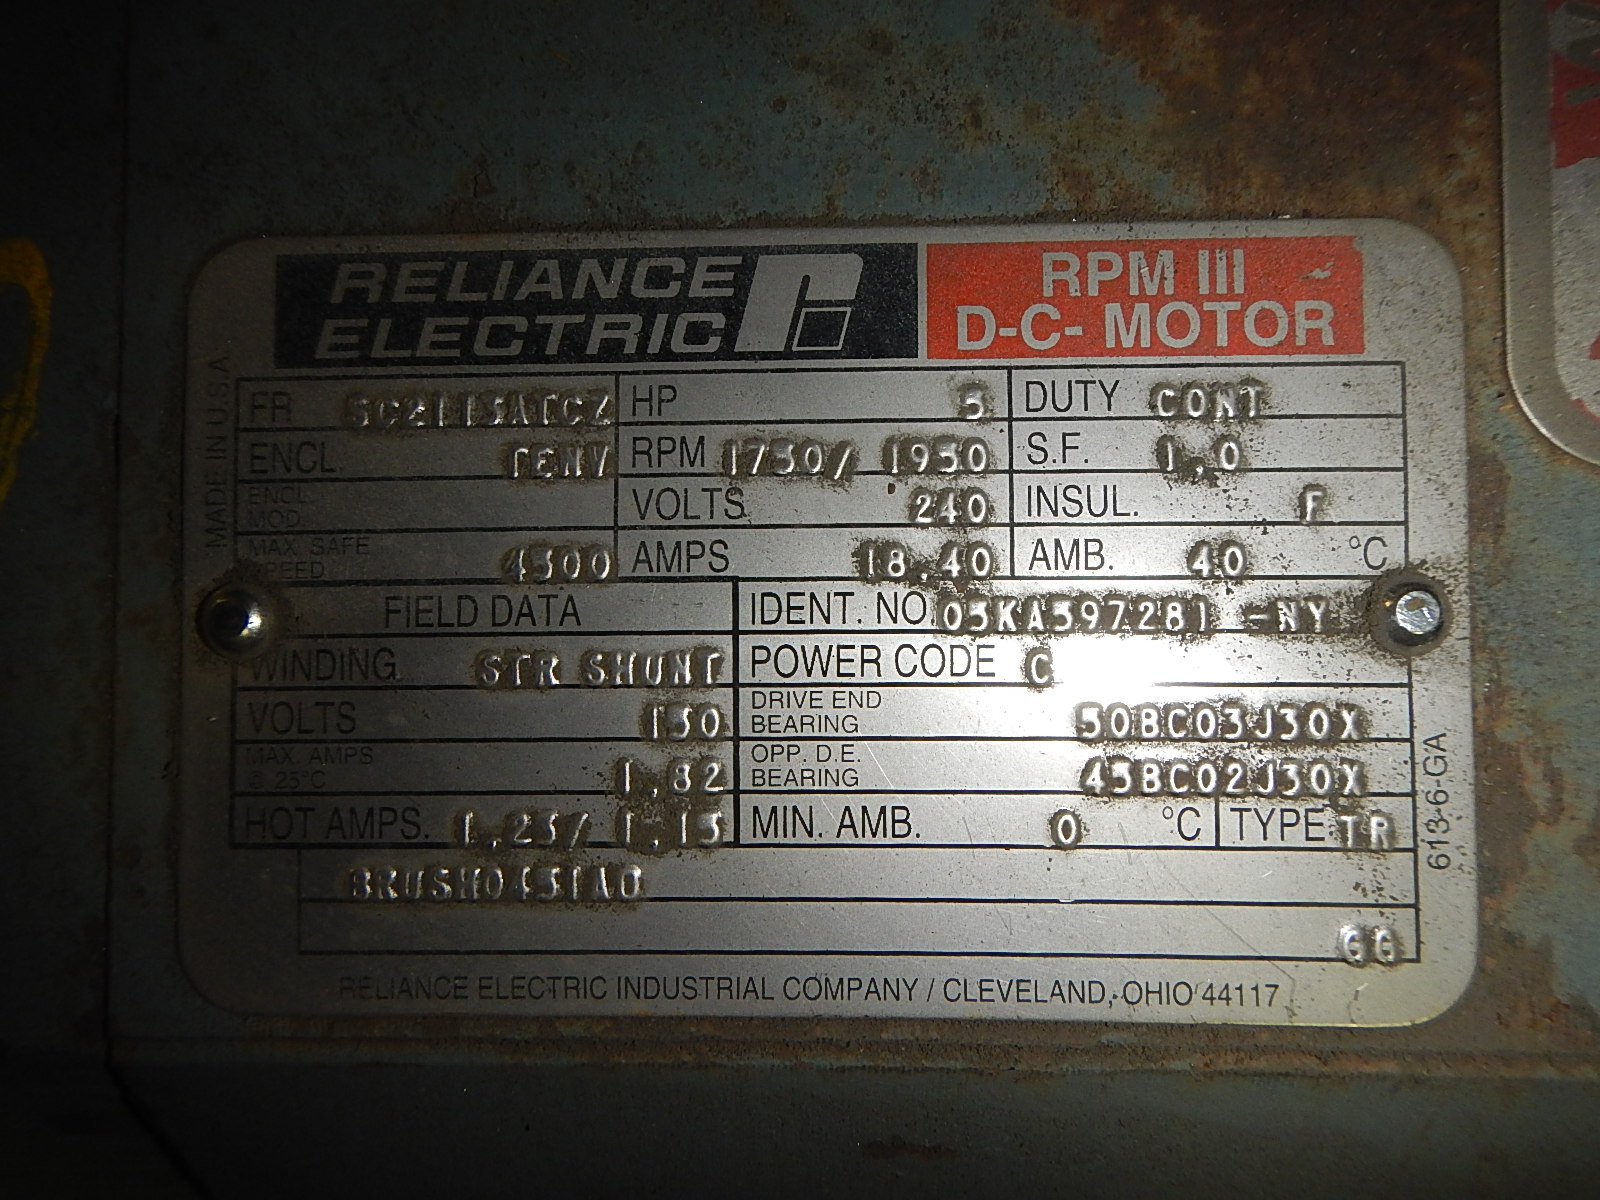 RELIANCE
ELECTRIC
RPM III
D-C- MOTOR
MADE IN U.S.A
FR SC2113ATCZ HP 5 DUTY CONT
ENCL. TENV RPM 1750/ 1950 S.F. 1.0
ENCL. MOD. VOLTS 240 INSUL. F
MAX. SAFE SPEED 4500 AMPS 18.40 AMB. 40 °C
FIELD DATA IDENT. NO. -NY
WINDING STR SHUNT POWER CODE C
VOLTS 150 DRIVE END BEARING 50BC03J30X
MAX. AMPS @ 25°C 1.82 OPP. D.E. BEARING 45BC02J30X
HOT AMPS. 1.23/ 1.13 MIN. AMB. 0 °C TYPE TR
GG
613-6-GA
RELIANCE ELECTRIC INDUSTRIAL COMPANY / CLEVELAND, OHIO 44117